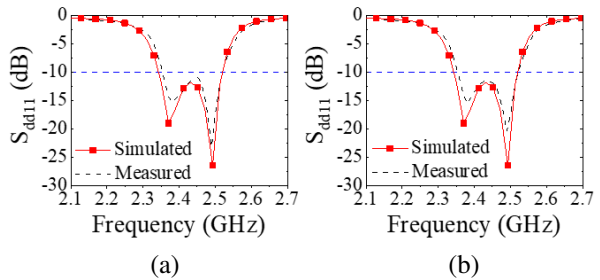 0
-5
-10
-15
-20
-25
-30
S_dd11 (dB)
Simulated
Measured
2.1 2.2 2.3 2.4 2.5 2.6 2.7
Frequency (GHz)
(a)
0
-5
-10
-15
-20
-25
-30
S_dd11 (dB)
Simulated
Measured
2.1 2.2 2.3 2.4 2.5 2.6 2.7
Frequency (GHz)
(b)